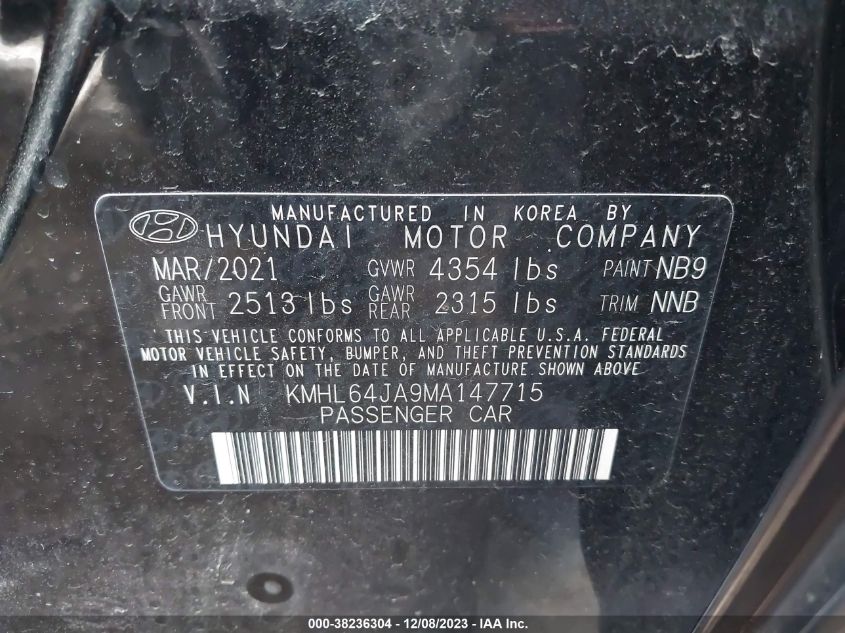 MANUFACTURED IN KOREA BY
HYUNDAI MOTOR COMPANY
MAR/2021 GVWR 4354 lbs PAINT NB9
GAWR FRONT 2513 lbs GAWR REAR 2315 lbs TRIM NNB
THIS VEHICLE CONFORMS TO ALL APPLICABLE U.S.A. FEDERAL
MOTOR VEHICLE SAFETY, BUMPER, AND THEFT PREVENTION STANDARDS
IN EFFECT ON THE DATE OF MANUFACTURE SHOWN ABOVE
V.I.N KMHL64JA9MA147715
PASSENGER CAR
000-38236304 - 12/08/2023 - IAA Inc.